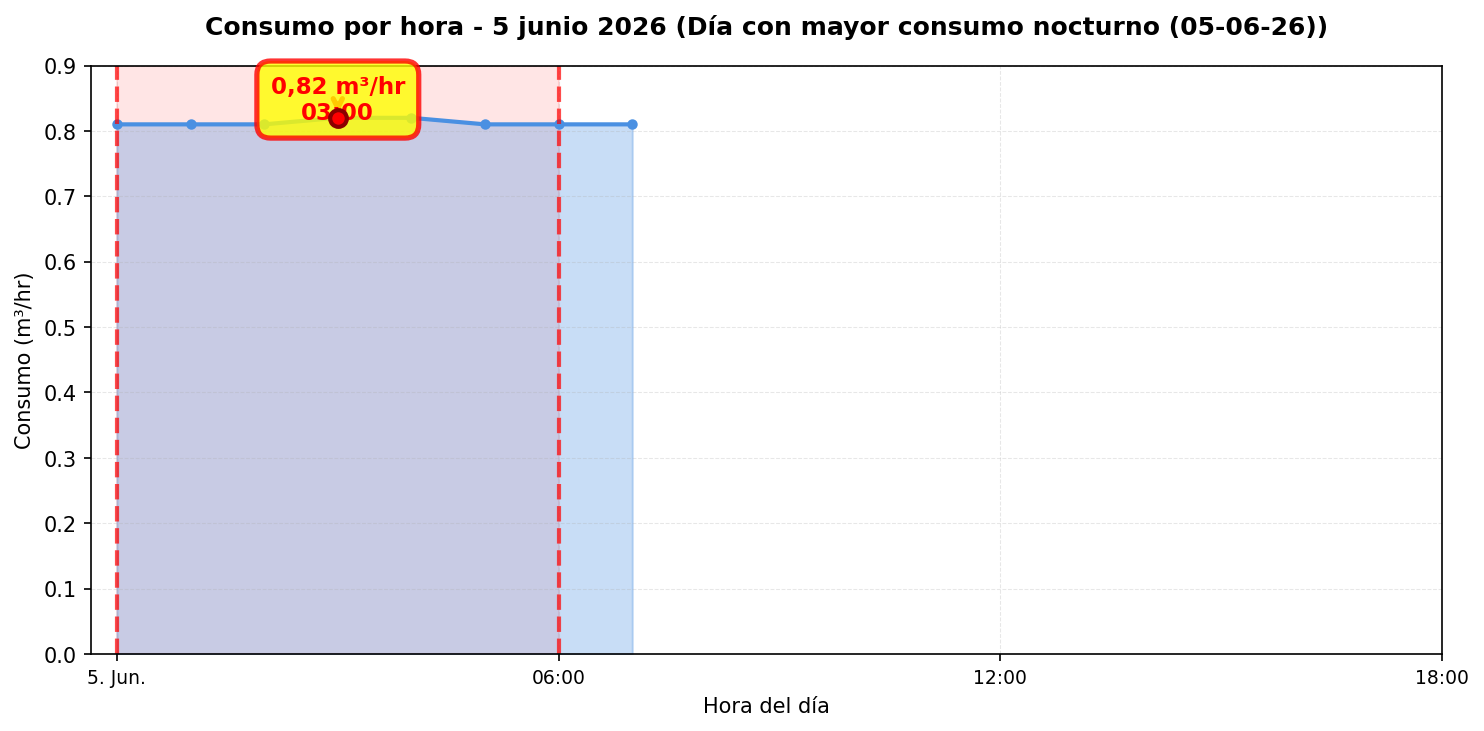 Consumo por hora - 5 junio 2026 (Día con mayor consumo nocturno (05-06-26))
Consumo (m³/hr)
0.9
0.8
0.7
0.6
0.5
0.4
0.3
0.2
0.1
0.0
0,82 m³/hr
03:00
5. Jun.
06:00
12:00
18:00
Hora del día